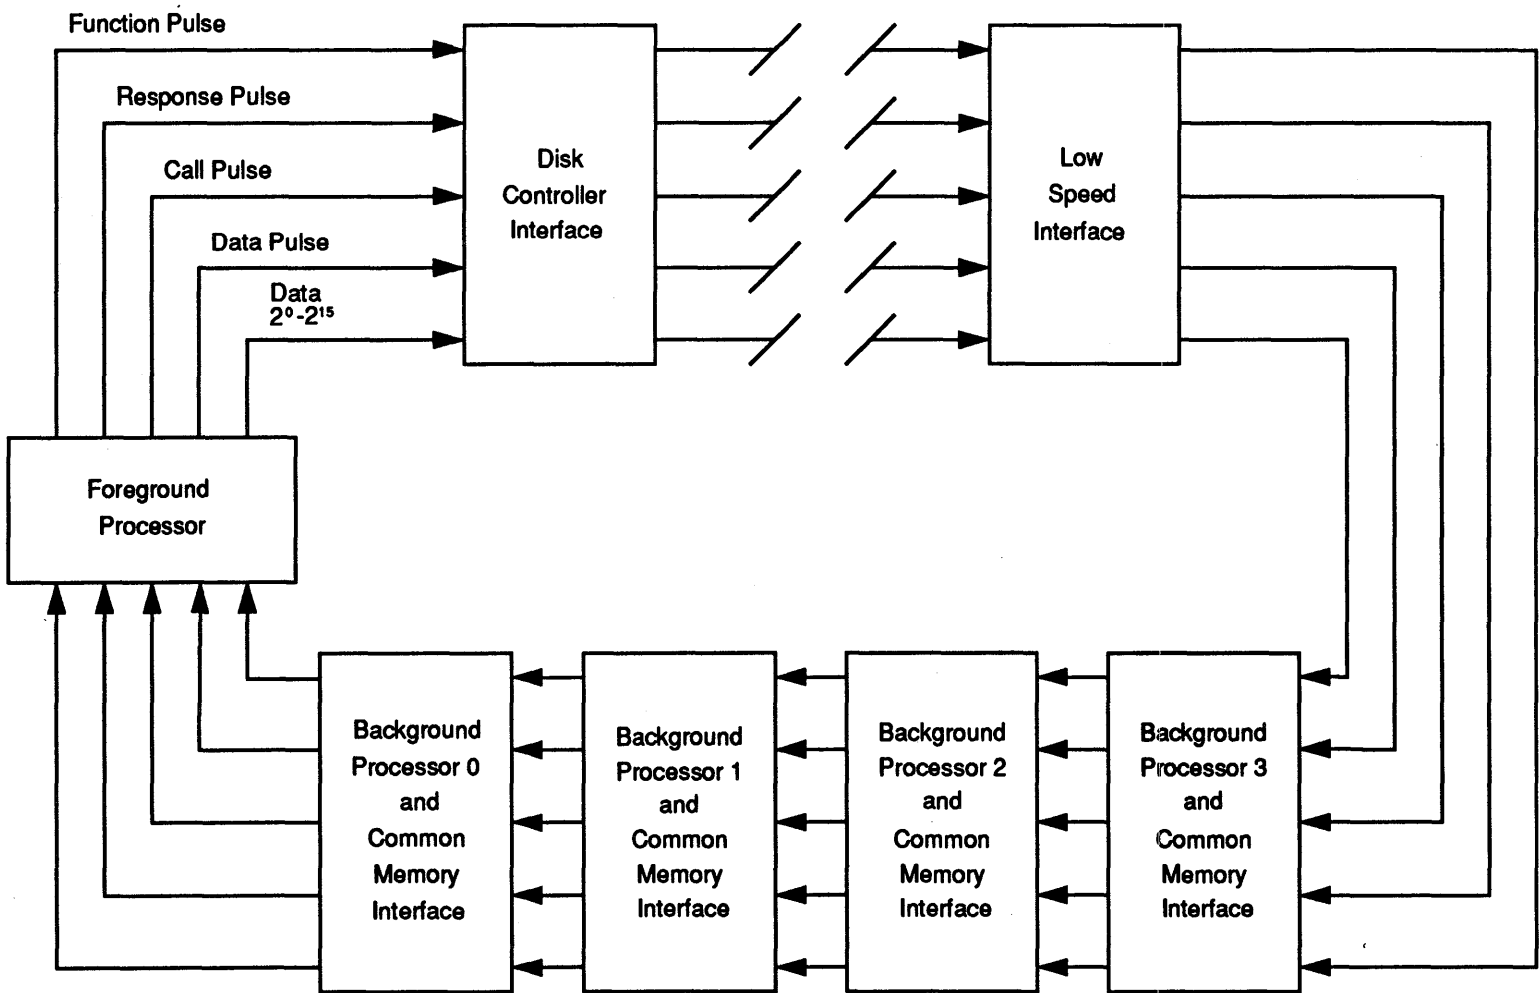 Function Pulse
Response Pulse
Call Pulse
Data Pulse
Data
2⁰-2¹⁵
Disk
Controller
Interface
Low
Speed
Interface
Foreground
Processor
Background
Processor 0
and
Common
Memory
Interface
Background
Processor 1
and
Common
Memory
Interface
Background
Processor 2
and
Common
Memory
Interface
Background
Processor 3
and
Common
Memory
Interface